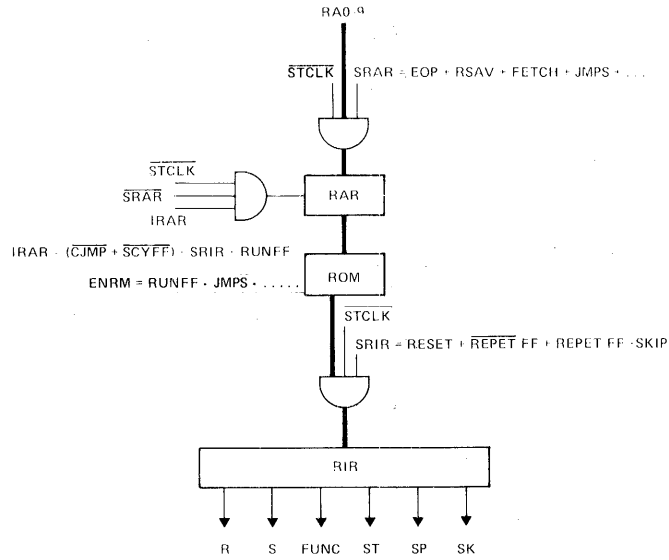 RA0-9
STCLK SRAR = EOP + RSAV + FETCH + JMPS + . . .
STCLK
SRAR
IRAR
RAR
IRAR - (CJMP + SCYFF) · SRIR · RUNFF
ROM
ENRM = RUNFF · JMPS · . . . . .
STCLK
SRIR = RESET + REPET FF + REPET FF · SKIP
RIR
R S FUNC ST SP SK